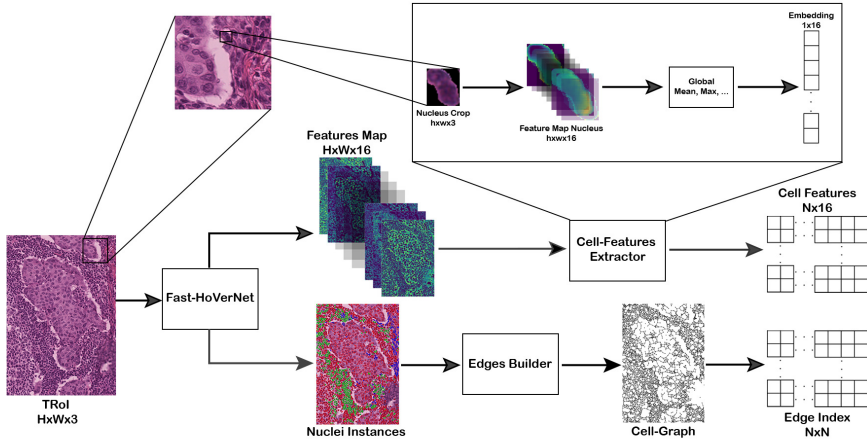 Embedding
1x16
Global
Mean, Max, ...
Nucleus Crop
hxwx3
Feature Map Nucleus
hxwx16
Features Map
HxWx16
Cell Features
Nx16
Cell-Features
Extractor
Fast-HoVerNet
Edges Builder
TRoI
HxWx3
Nuclei Instances
Cell-Graph
Edge Index
NxN